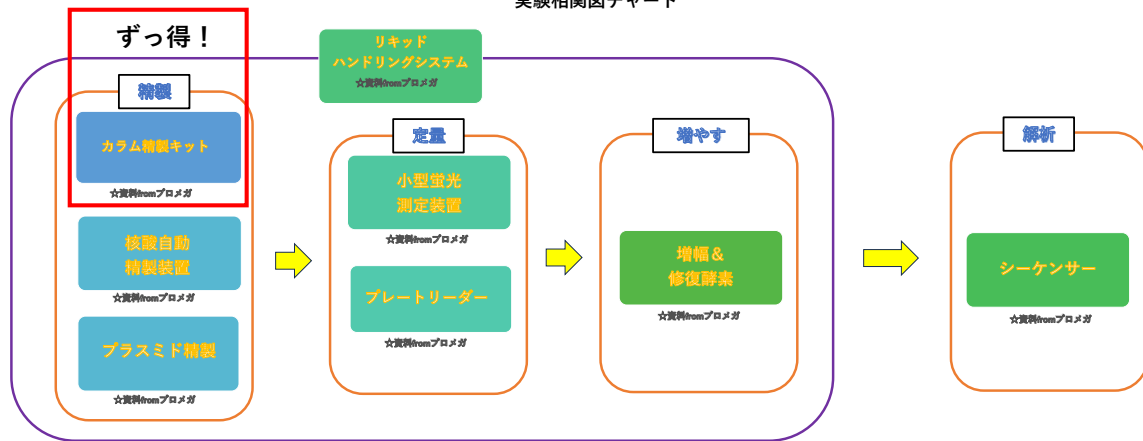 実験相関図チャート
ずっ得！
リキッド
ハンドリングシステム
☆資料fromプロメガ
精製
カラム精製キット
☆資料fromプロメガ
核酸自動
精製装置
☆資料fromプロメガ
プラスミド精製
☆資料fromプロメガ
定量
小型蛍光
測定装置
☆資料fromプロメガ
プレートリーダー
☆資料fromプロメガ
増やす
増幅＆
修復酵素
☆資料fromプロメガ
解析
シーケンサー
☆資料fromプロメガ